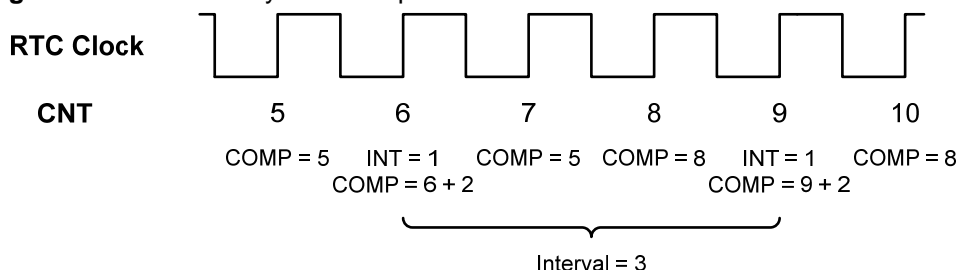 RTC Clock
CNT 5 6 7 8 9 10
COMP = 5 INT = 1 COMP = 5 COMP = 8 INT = 1 COMP = 8
COMP = 6 + 2 COMP = 9 + 2
Interval = 3